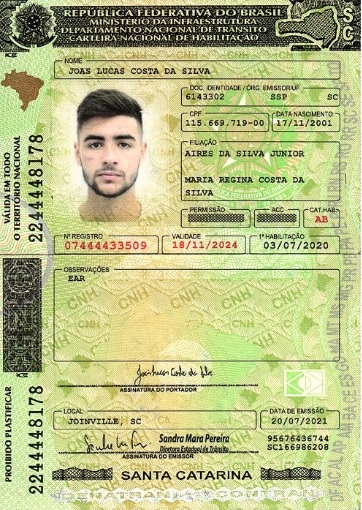 REPÚBLICA FEDERATIVA DO BRASIL
MINISTÉRIO DA INFRAESTRUTURA
DEPARTAMENTO NACIONAL DE TRÂNSITO
CARTEIRA NACIONAL DE HABILITAÇÃO
SC
NOME
JOAS LUCAS COSTA DA SILVA
DOC. IDENTIDADE / ÓRG. EMISSOR/UF
6143302 SSP SC
CPF DATA NASCIMENTO
115.669.719-00 17/11/2001
FILIAÇÃO
AIRES DA SILVA JUNIOR
MARIA REGINA COSTA DA
SILVA
PERMISSÃO ACC CAT.HAB.
AB
Nº REGISTRO VALIDADE 1ª HABILITAÇÃO
07444433509 18/11/2024 03/07/2020
VÁLIDA EM TODO
O TERRITÓRIO NACIONAL
2244448178
OBSERVAÇÕES
EAR
ASSINATURA DO PORTADOR
LOCAL DATA DE EMISSÃO
JOINVILLE, SC 20/07/2021
Sandra Mara Pereira
Diretora Estadual de Trânsito
ASSINATURA DO EMISSOR
95676436744
SC166986208
SANTA CATARINA
PROIBIDO PLASTIFICAR
2244448178